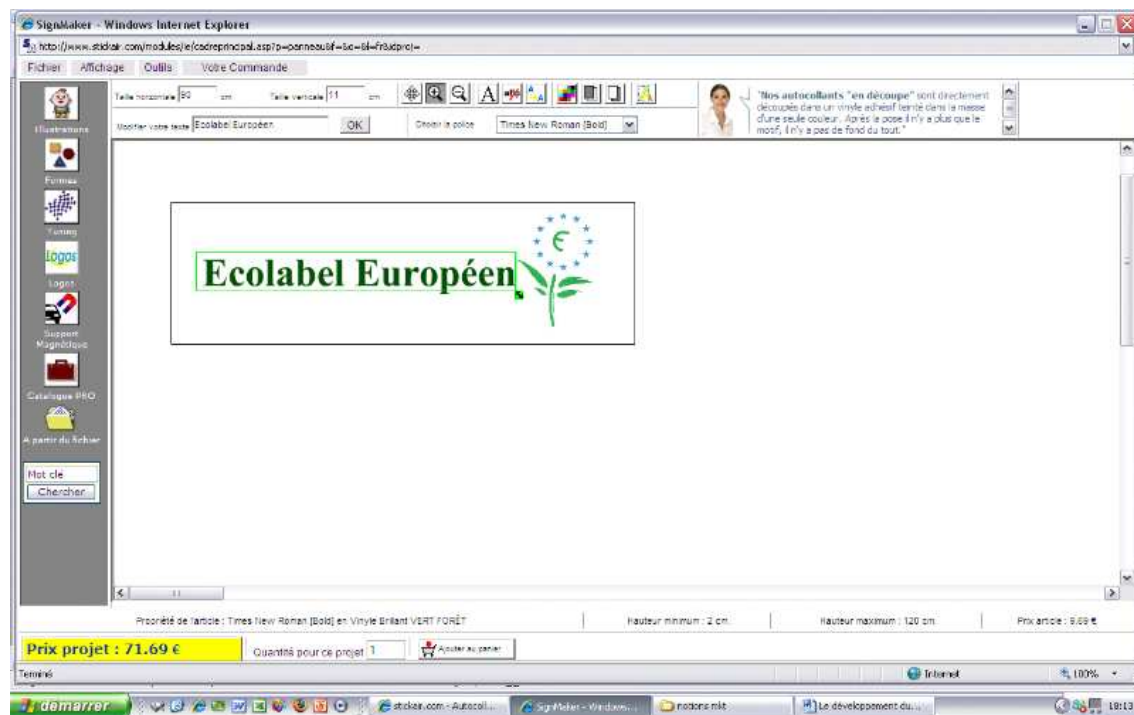 SignMaker - Windows Internet Explorer
Fichier Affichage Outils Votre Commande
Taille horizontale 90 cm Taille verticale 11 cm
Modifier votre texte Ecolabel Européen OK Choisir la police Times New Roman [Bold]
"Nos autocollants "en découpe" sont directement
découpés dans un vinyle adhésif teinté dans la masse
d'une seule couleur. Après la pose il n'y a plus que le
motif, il n'y a pas de fond du tout."
Illustrations
Formes
Tuning
Logos
Logos
Support
Magnétique
Catalogue PRO
A partir du fichier
Mot clé
Chercher
Ecolabel Européen
Propriété de l'article : Times New Roman [Bold] en Vinyle Brillant VERT FORÊT
Hauteur minimum : 2 cm
Hauteur maximum : 120 cm
Prix article : 9.69 €
Prix projet : 71.69 €
Quantité pour ce projet 1
Ajouter au panier
Terminé
Internet
100%
démarrer
stickair.com - Autocol...
SignMaker - Windows...
notions mkt
Le développement du...
18:13